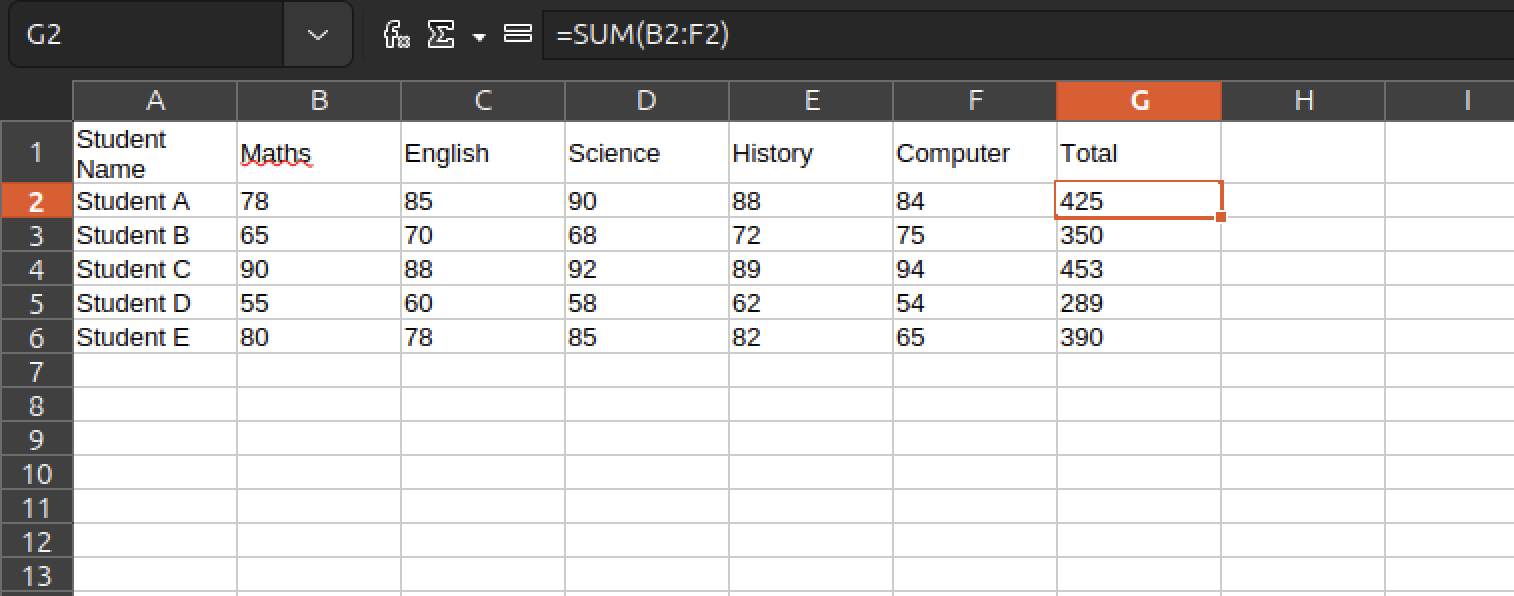 G2 =SUM(B2:F2)
A B C D E F G H I
1 Student Name Maths English Science History Computer Total
2 Student A 78 85 90 88 84 425
3 Student B 65 70 68 72 75 350
4 Student C 90 88 92 89 94 453
5 Student D 55 60 58 62 54 289
6 Student E 80 78 85 82 65 390
7
8
9
10
11
12
13